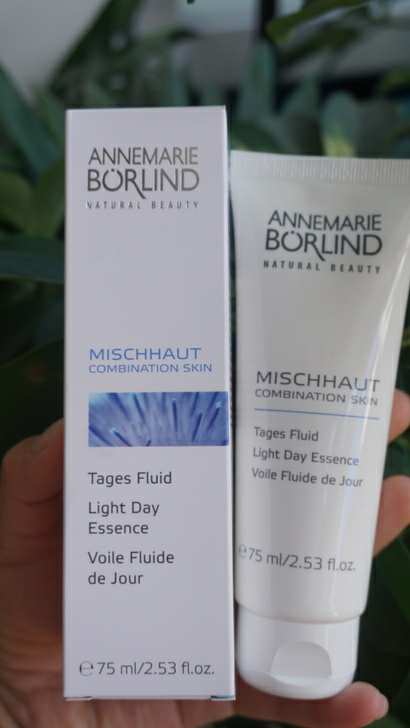 ANNEMARIE
BÖRLIND
NATURAL BEAUTY
MISCHHAUT
COMBINATION SKIN
Tages Fluid
Light Day
Essence
Voile Fluide
de Jour
℮ 75 ml/2.53 fl.oz.
ANNEMARIE
BÖRLIND
NATURAL BEAUTY
MISCHHAUT
COMBINATION SKIN
Tages Fluid
Light Day Essence
Voile Fluide de Jour
℮75 ml/2.53 fl.oz.